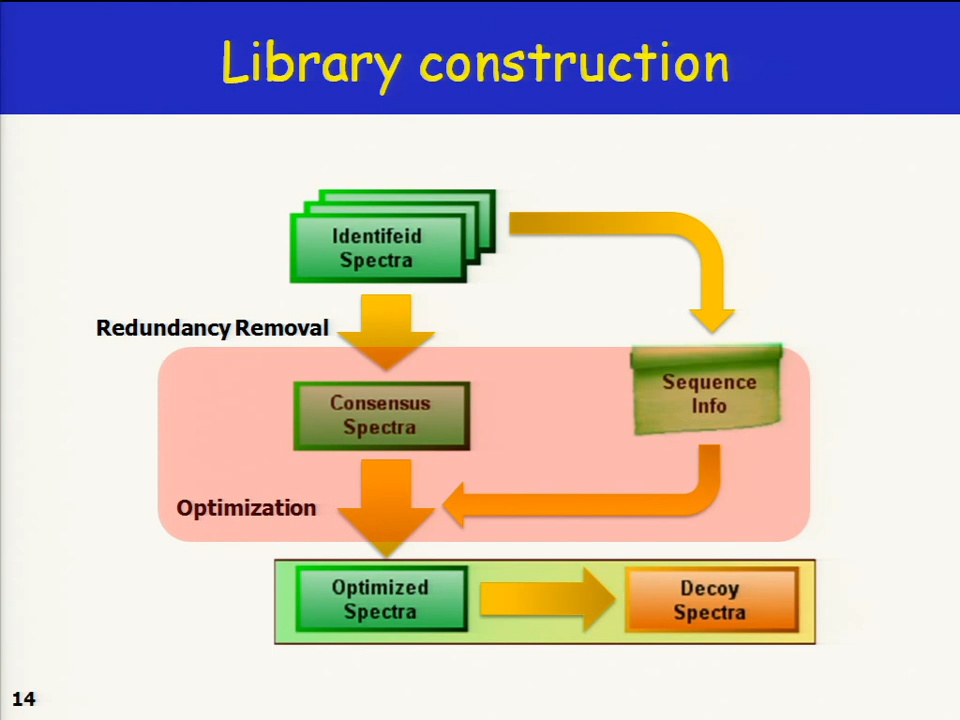 Library construction
Identifeid
Spectra
Redundancy Removal
Consensus
Spectra
Sequence
Info
Optimization
Optimized
Spectra
Decoy
Spectra
14